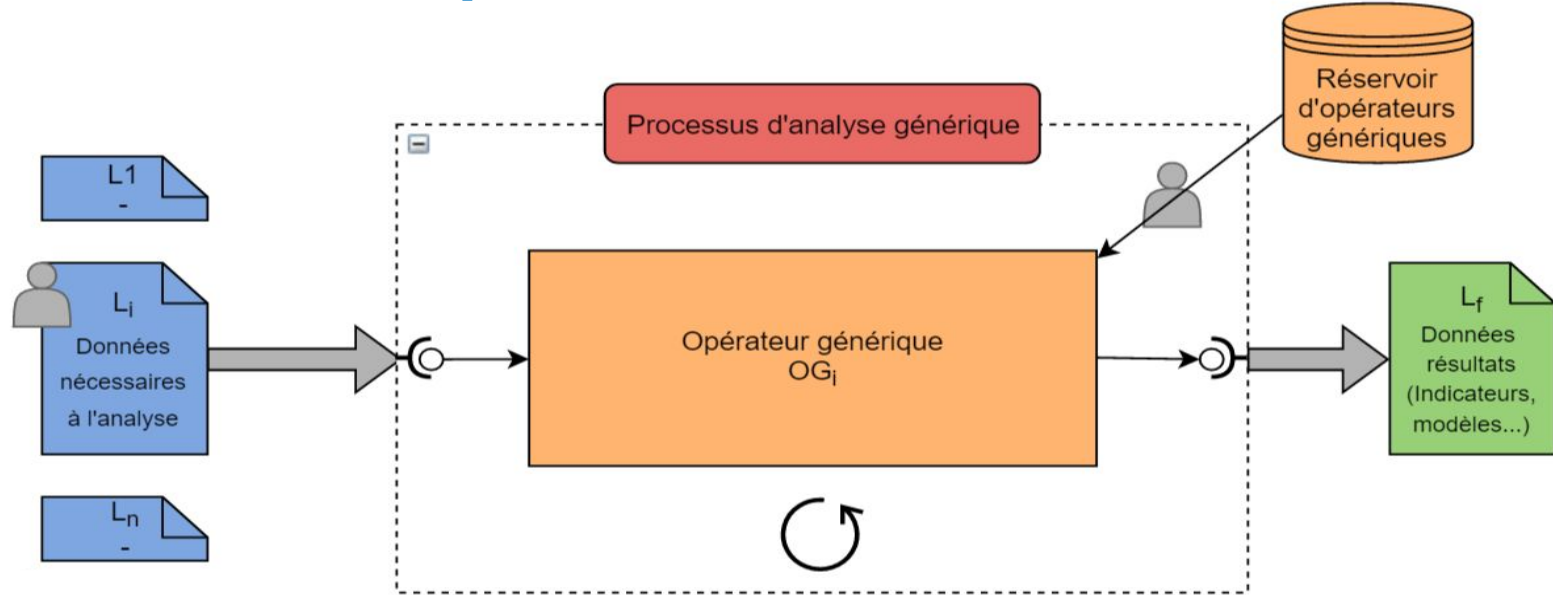 Processus d'analyse générique
Réservoir
d'opérateurs
génériques
L1
-
Li
Données
nécessaires
à l'analyse
Ln
-
Opérateur générique
OGi
Lf
Données
résultats
(Indicateurs,
modèles...)